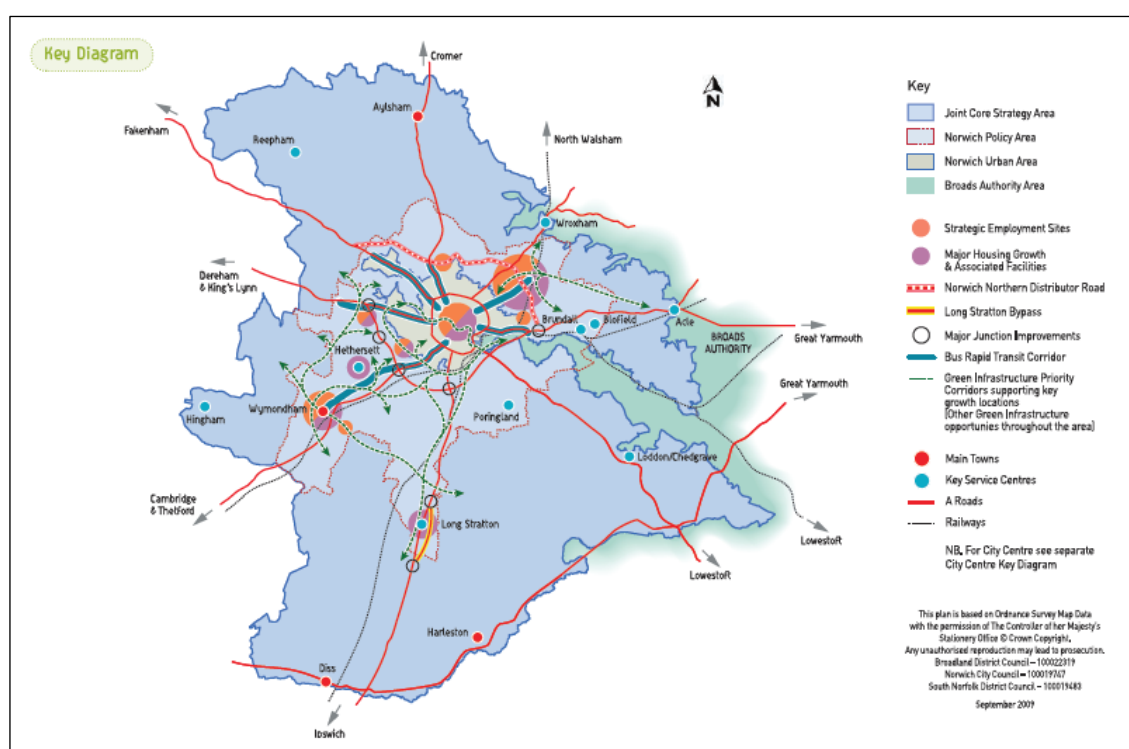 Key Diagram
Cromer
Aylsham
Fakenham
Reepham
North Walsham
N
Wroxham
Dereham
& King's Lynn
Brundall
Blofield
Acle
BROADS
AUTHORITY
Great Yarmouth
Great Yarmouth
Hethersett
Wymondham
Hingham
Poringland
Loddon/Chedgrave
Cambridge
& Thetford
Long Stratton
Lowestoft
Lowestoft
Harleston
Diss
Ipswich
Key
Joint Core Strategy Area
Norwich Policy Area
Norwich Urban Area
Broads Authority Area
Strategic Employment Sites
Major Housing Growth
& Associated Facilities
Norwich Northern Distributor Road
Long Stratton Bypass
Major Junction Improvements
Bus Rapid Transit Corridor
Green Infrastructure Priority
Corridors supporting key
growth locations
(Other Green Infrastructure
opportunies throughout the area)
Main Towns
Key Service Centres
A Roads
Railways
NB. For City Centre see separate
City Centre Key Diagram
This plan is based on Ordnance Survey Map Data
with the permission of The Controller of her Majesty's
Stationery Office © Crown Copyright.
Any unauthorised reproduction may lead to prosecution.
Broadland District Council – 100022319
Norwich City Council – 100019747
South Norfolk District Council – 100019483
September 2009